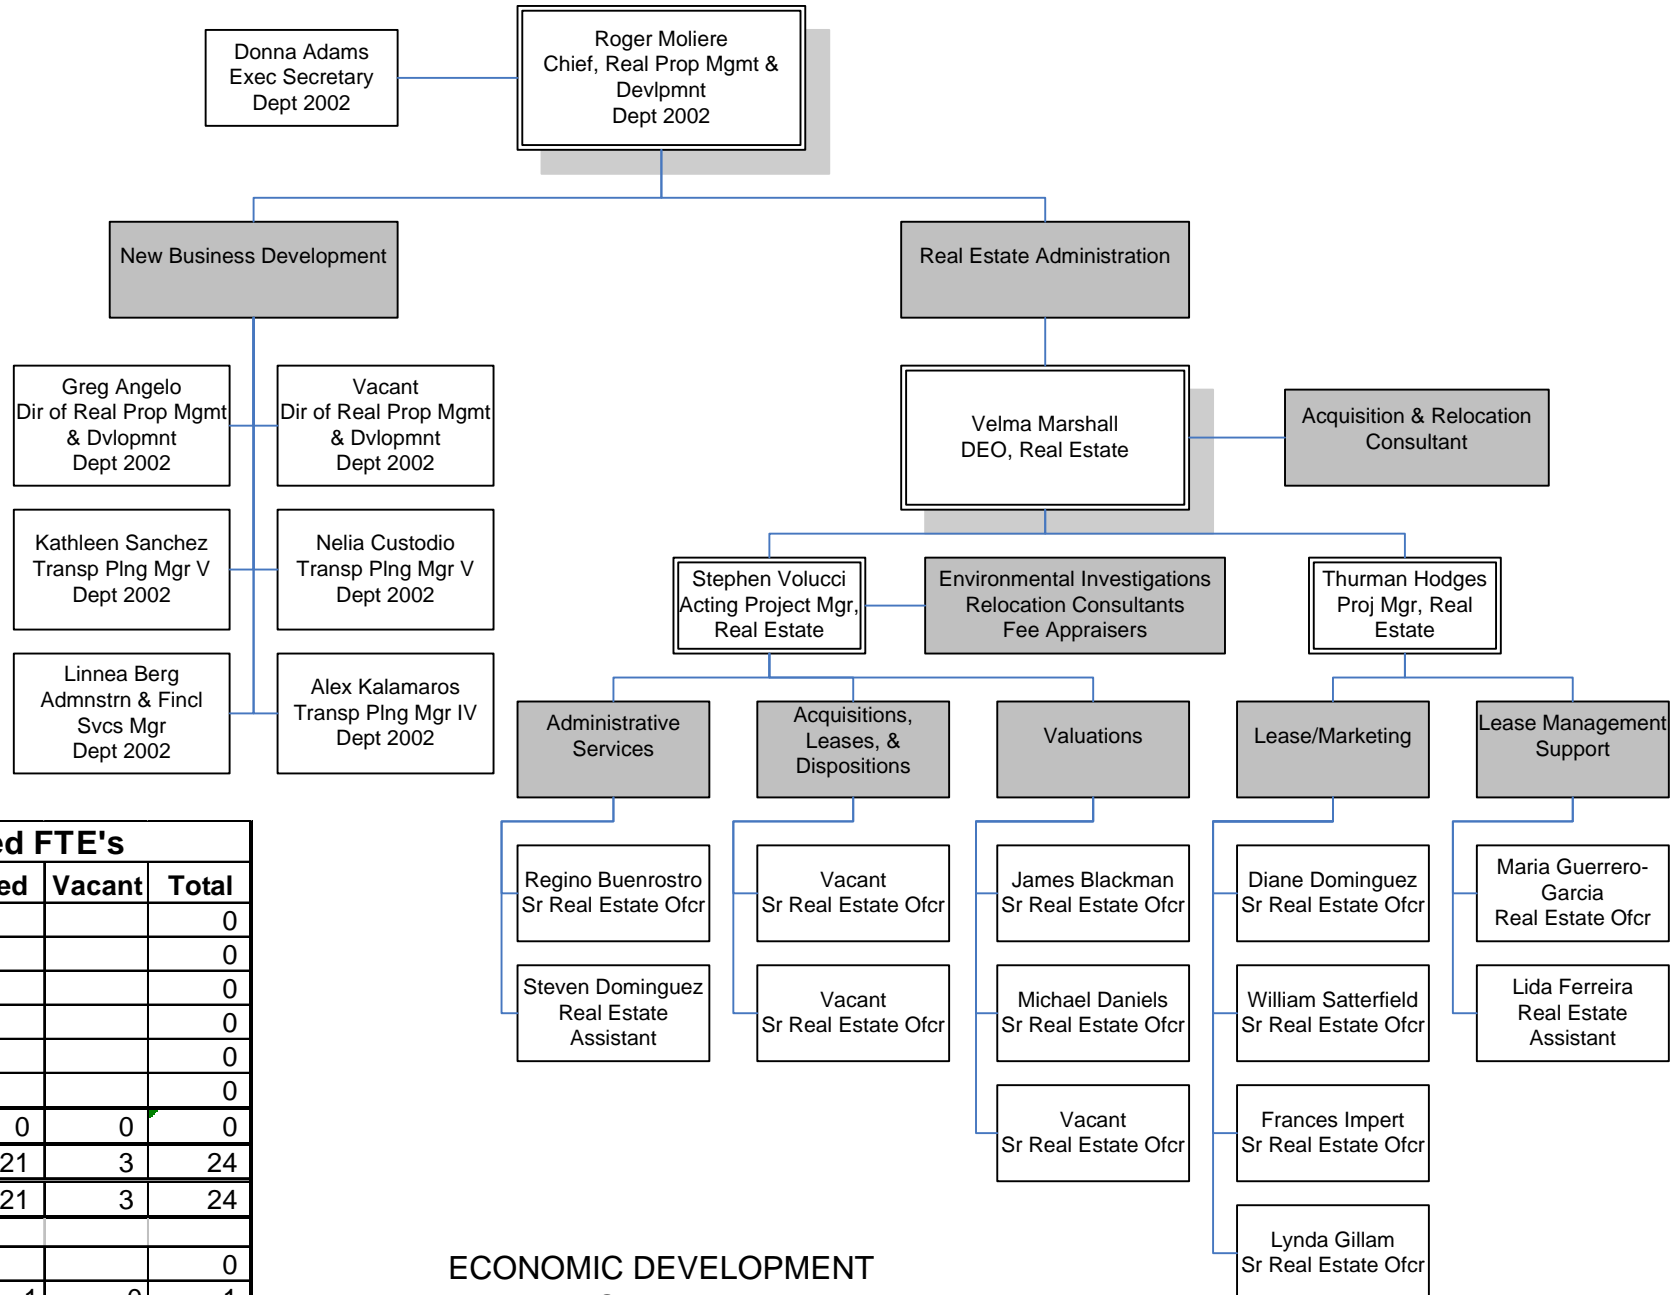 Donna Adams
Exec Secretary
Dept 2002
Roger Moliere
Chief, Real Prop Mgmt &
Devlpmnt
Dept 2002
New Business Development
Real Estate Administration
Greg Angelo
Dir of Real Prop Mgmt
& Dvlopmnt
Dept 2002
Vacant
Dir of Real Prop Mgmt
& Dvlopmnt
Dept 2002
Velma Marshall
DEO, Real Estate
Acquisition & Relocation
Consultant
Kathleen Sanchez
Transp Plng Mgr V
Dept 2002
Nelia Custodio
Transp Plng Mgr V
Dept 2002
Stephen Volucci
Acting Project Mgr,
Real Estate
Environmental Investigations
Relocation Consultants
Fee Appraisers
Thurman Hodges
Proj Mgr, Real
Estate
Linnea Berg
Admnstrn & Fincl
Svcs Mgr
Dept 2002
Alex Kalamaros
Transp Plng Mgr IV
Dept 2002
Administrative
Services
Acquisitions,
Leases, &
Dispositions
Valuations
Lease/Marketing
Lease Management
Support
Regino Buenrostro
Sr Real Estate Ofcr
Vacant
Sr Real Estate Ofcr
James Blackman
Sr Real Estate Ofcr
Diane Dominguez
Sr Real Estate Ofcr
Maria Guerrero-
Garcia
Real Estate Ofcr
Steven Dominguez
Real Estate
Assistant
Vacant
Sr Real Estate Ofcr
Michael Daniels
Sr Real Estate Ofcr
William Satterfield
Sr Real Estate Ofcr
Lida Ferreira
Real Estate
Assistant
Vacant
Sr Real Estate Ofcr
Frances Impert
Sr Real Estate Ofcr
Lynda Gillam
Sr Real Estate Ofcr
ed FTE's
ed Vacant Total
0
0
0
0
0
0
0 0 0
21 3 24
21 3 24
0
1 0 1
ECONOMIC DEVELOPMENT